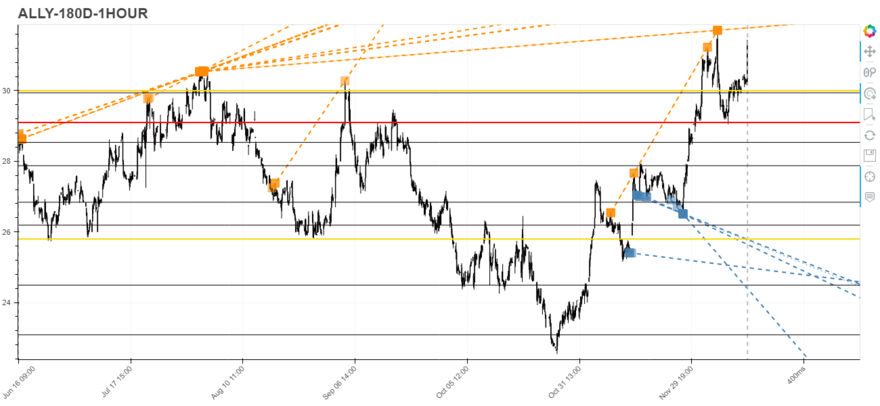 ALLY-180D-1HOUR
30
28
26
24
Jun 16 09:00
Jul 17 15:00
Aug 10 11:00
Sep 06 14:00
Oct 05 12:00
Oct 31 13:00
Nov 29 19:00
400ms